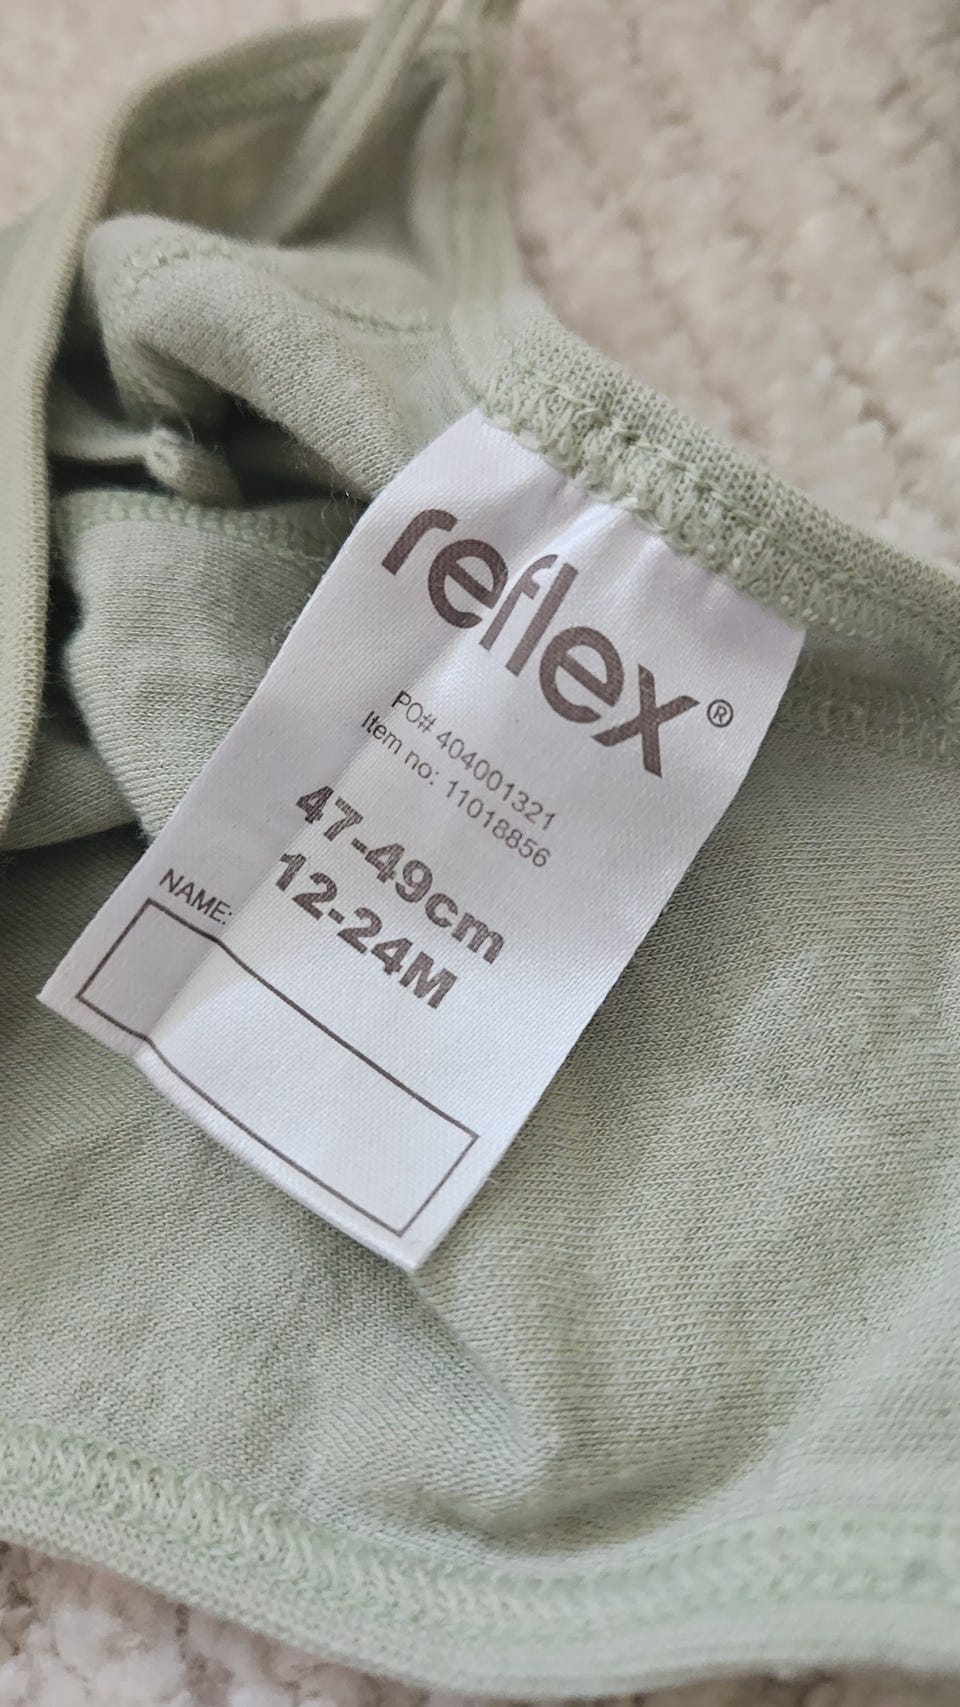 reflex®
PO# 404001321
Item no: 11018856
47-49cm
12-24M
NAME: